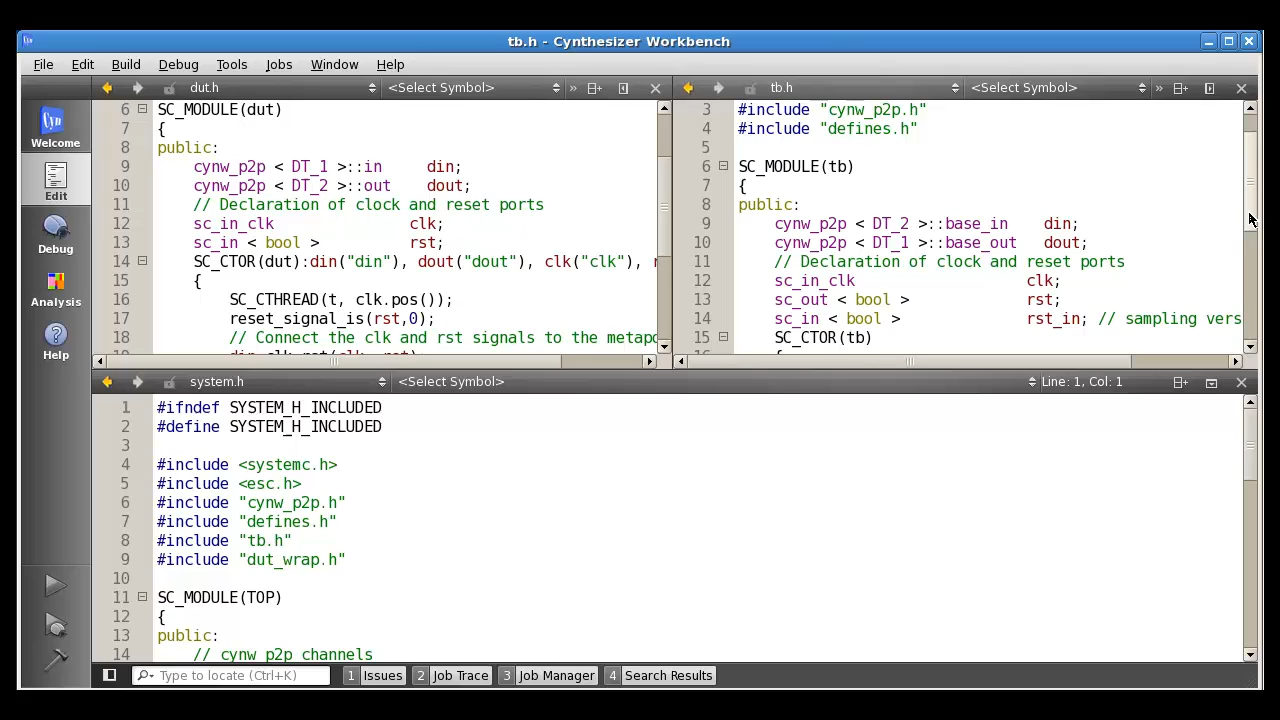 tb.h - Cynthesizer Workbench
File Edit Build Debug Tools Jobs Window Help
dut.h <Select Symbol> »
6 SC_MODULE(dut)
7 {
8 public:
9 cynw_p2p < DT_1 >::in din;
10 cynw_p2p < DT_2 >::out dout;
11 // Declaration of clock and reset ports
12 sc_in_clk clk;
13 sc_in < bool > rst;
14 SC_CTOR(dut):din("din"), dout("dout"), clk("clk"), r
15 {
16 SC_CTHREAD(t, clk.pos());
17 reset_signal_is(rst,0);
18 // Connect the clk and rst signals to the metapo
tb.h <Select Symbol> »
3 #include "cynw_p2p.h"
4 #include "defines.h"
5
6 SC_MODULE(tb)
7 {
8 public:
9 cynw_p2p < DT_2 >::base_in din;
10 cynw_p2p < DT_1 >::base_out dout;
11 // Declaration of clock and reset ports
12 sc_in_clk clk;
13 sc_out < bool > rst;
14 sc_in < bool > rst_in; // sampling vers
15 SC_CTOR(tb)
Cyn
Welcome
Edit
Debug
Analysis
Help
system.h <Select Symbol> Line: 1, Col: 1
1 #ifndef SYSTEM_H_INCLUDED
2 #define SYSTEM_H_INCLUDED
3
4 #include <systemc.h>
5 #include <esc.h>
6 #include "cynw_p2p.h"
7 #include "defines.h"
8 #include "tb.h"
9 #include "dut_wrap.h"
10
11 SC_MODULE(TOP)
12 {
13 public:
14 // cynw p2p channels
Type to locate (Ctrl+K) 1 Issues 2 Job Trace 3 Job Manager 4 Search Results